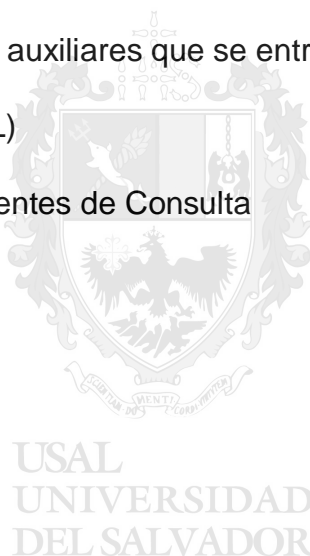 auxiliares que se entr
L)
entes de Consulta
USAL
UNIVERSIDAD
DEL SALVADOR